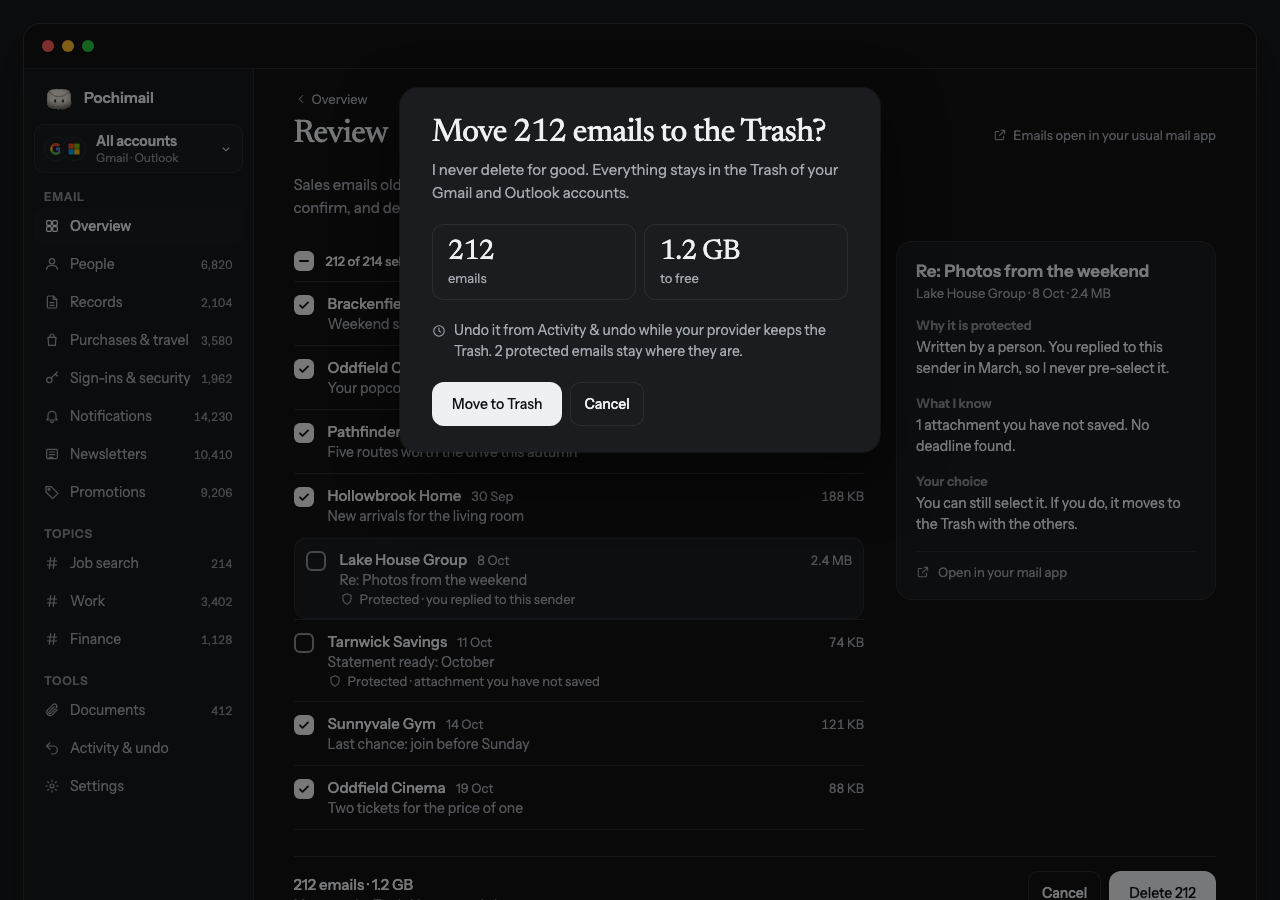 Pochimail
All accounts
Gmail · Outlook
EMAIL
Overview
People 6,820
Records 2,104
Purchases & travel 3,580
Sign-ins & security 1,962
Notifications 14,230
Newsletters 10,410
Promotions 9,206
TOPICS
# Job search 214
# Work 3,402
# Finance 1,128
TOOLS
Documents 412
Activity & undo
Settings
Overview
Review
Emails open in your usual mail app
Sales emails
confirm, and
212 of 214
Weekend
Oddfield
Your
Pathfinder
Five routes worth the drive this autumn
Hollowbrook Home 30 Sep 188 KB
New arrivals for the living room
Lake House Group 8 Oct 2.4 MB
Re: Photos from the weekend
Protected · you replied to this sender
Tarnwick Savings 11 Oct 74 KB
Statement ready: October
Protected · attachment you have not saved
Sunnyvale Gym 14 Oct 121 KB
Last chance: join before Sunday
Oddfield Cinema 19 Oct 88 KB
Two tickets for the price of one
212 emails · 1.2 GB
Cancel
Delete 212
Move 212 emails to the Trash?
I never delete for good. Everything stays in the Trash of your
Gmail and Outlook accounts.
212
emails
1.2 GB
to free
Undo it from Activity & undo while your provider keeps the
Trash. 2 protected emails stay where they are.
Move to Trash
Cancel
Re: Photos from the weekend
Lake House Group · 8 Oct · 2.4 MB
Why it is protected
Written by a person. You replied to this
sender in March, so I never pre-select it.
What I know
1 attachment you have not saved. No
deadline found.
Your choice
You can still select it. If you do, it moves to
the Trash with the others.
Open in your mail app